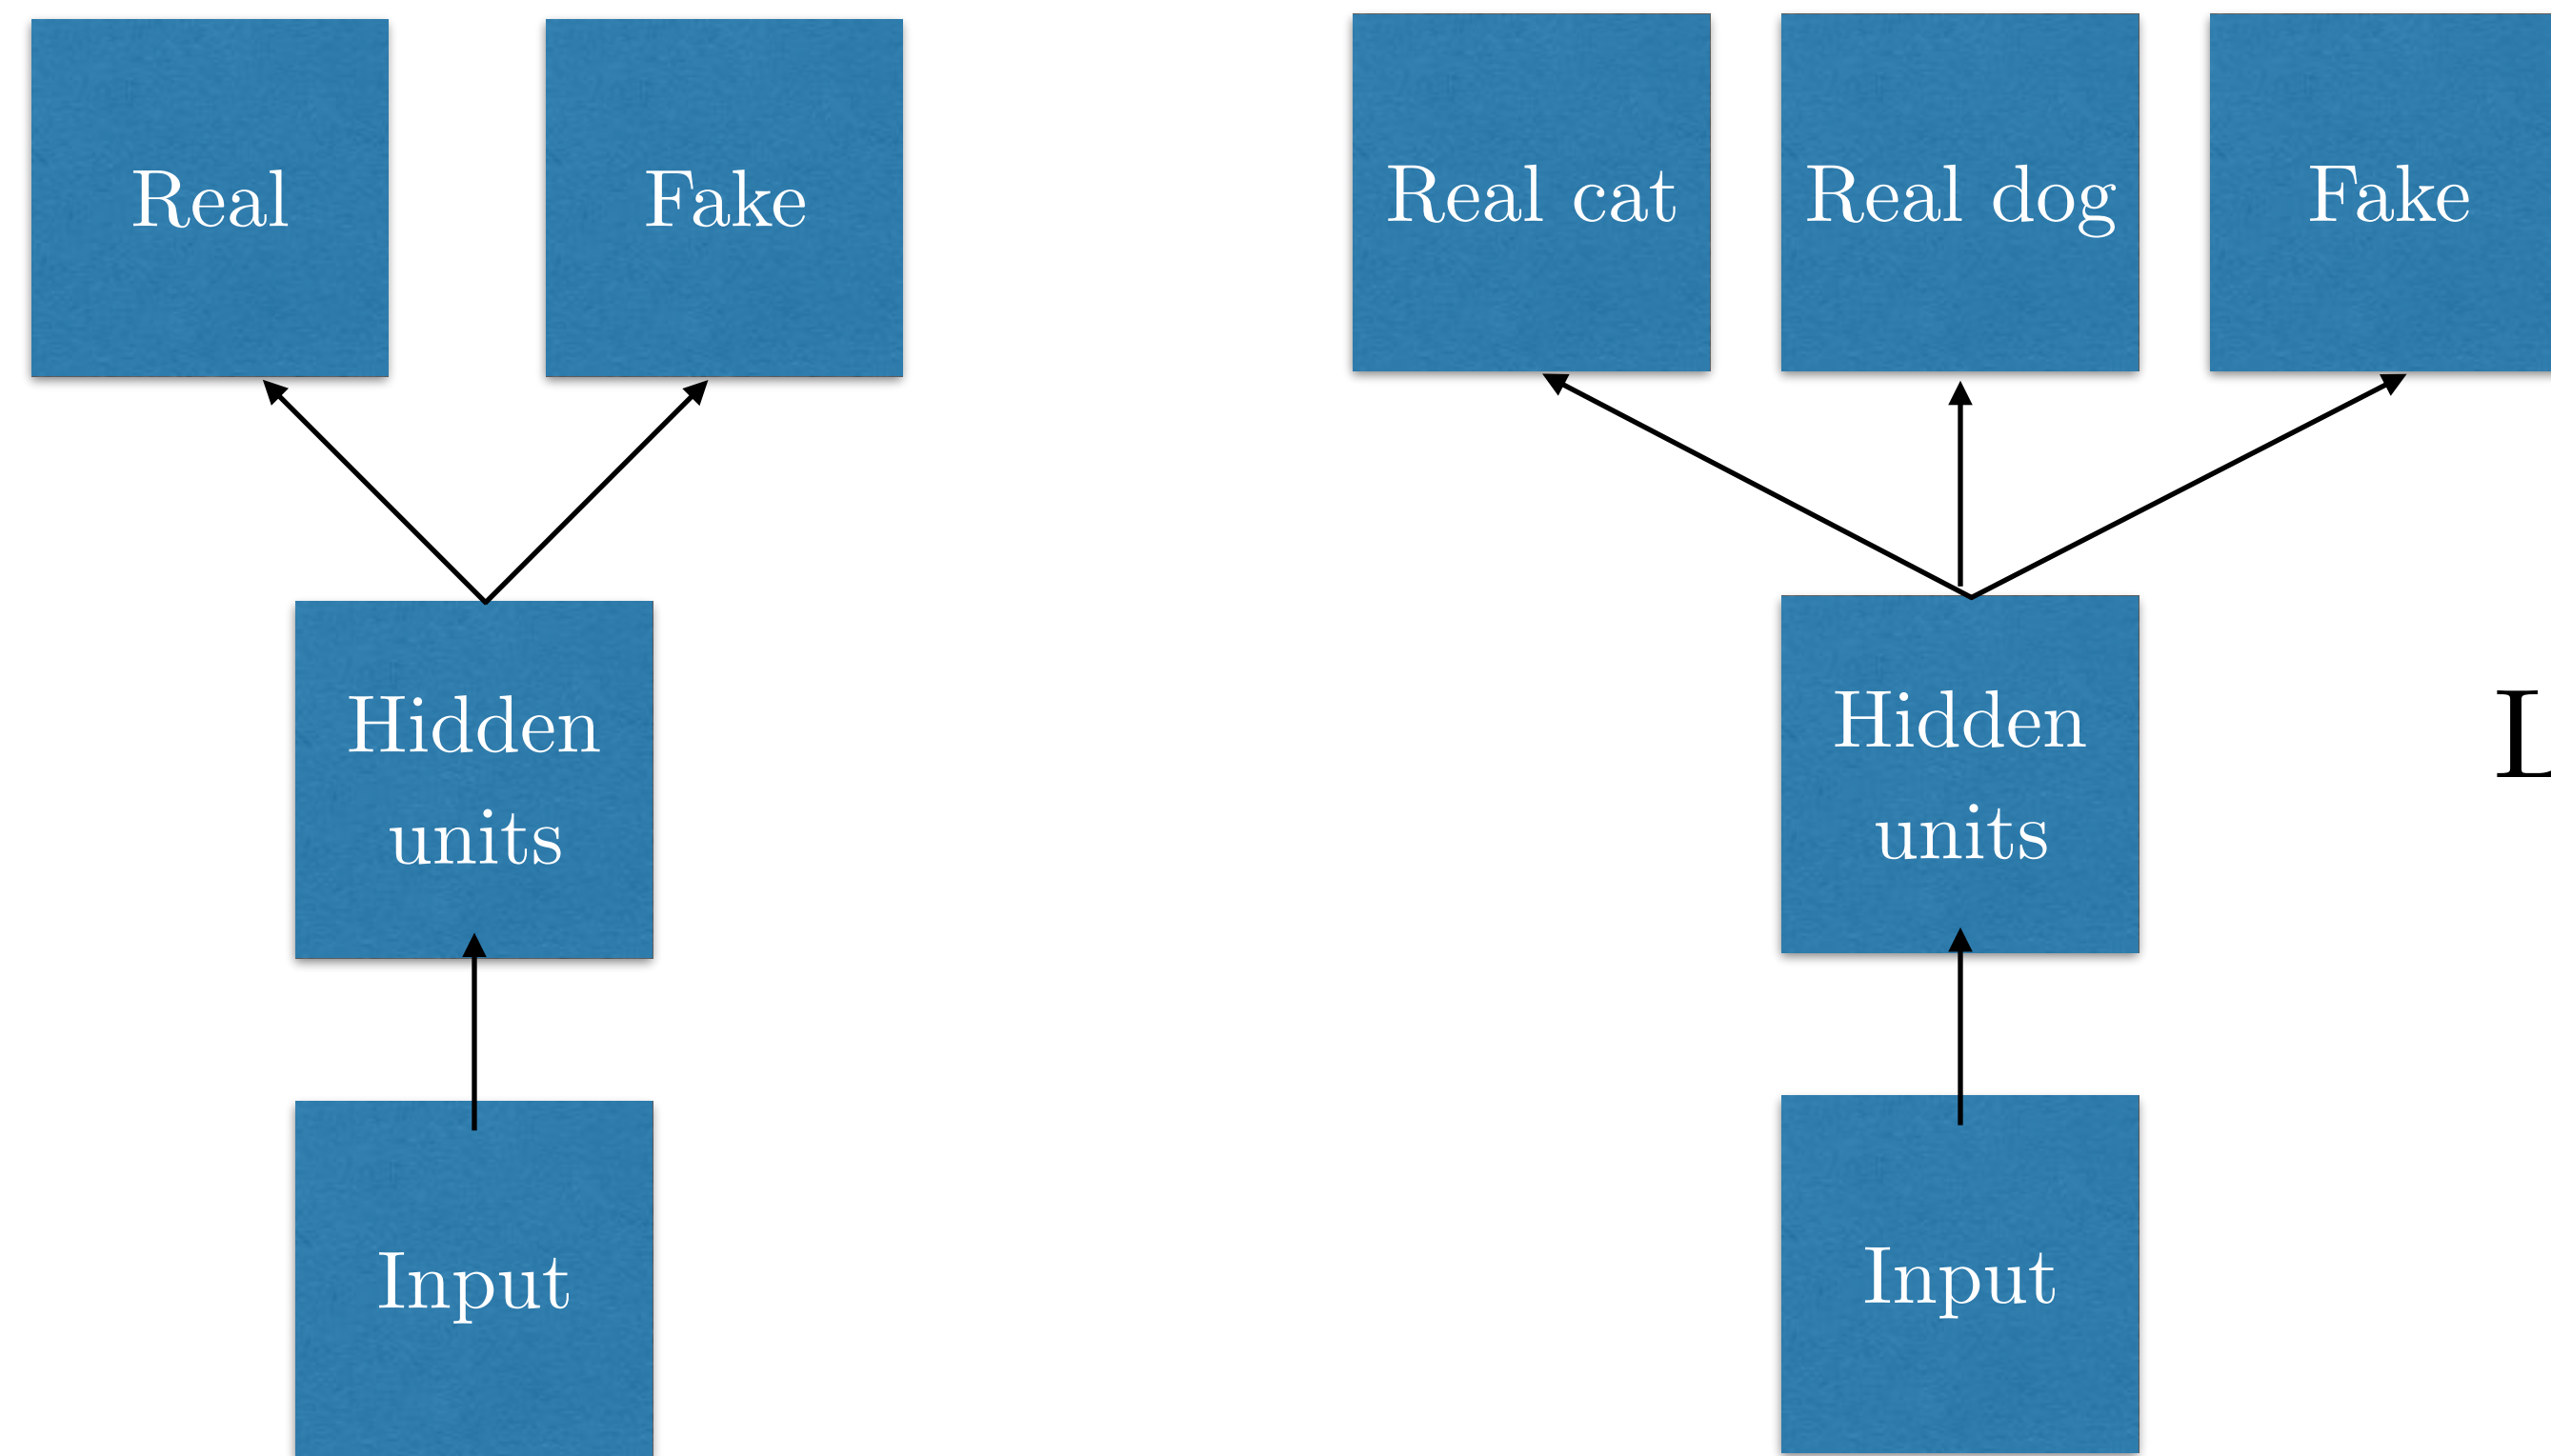 Real
Fake
Hidden
units
Input
Real cat
Real dog
Fake
Hidden
units
Input